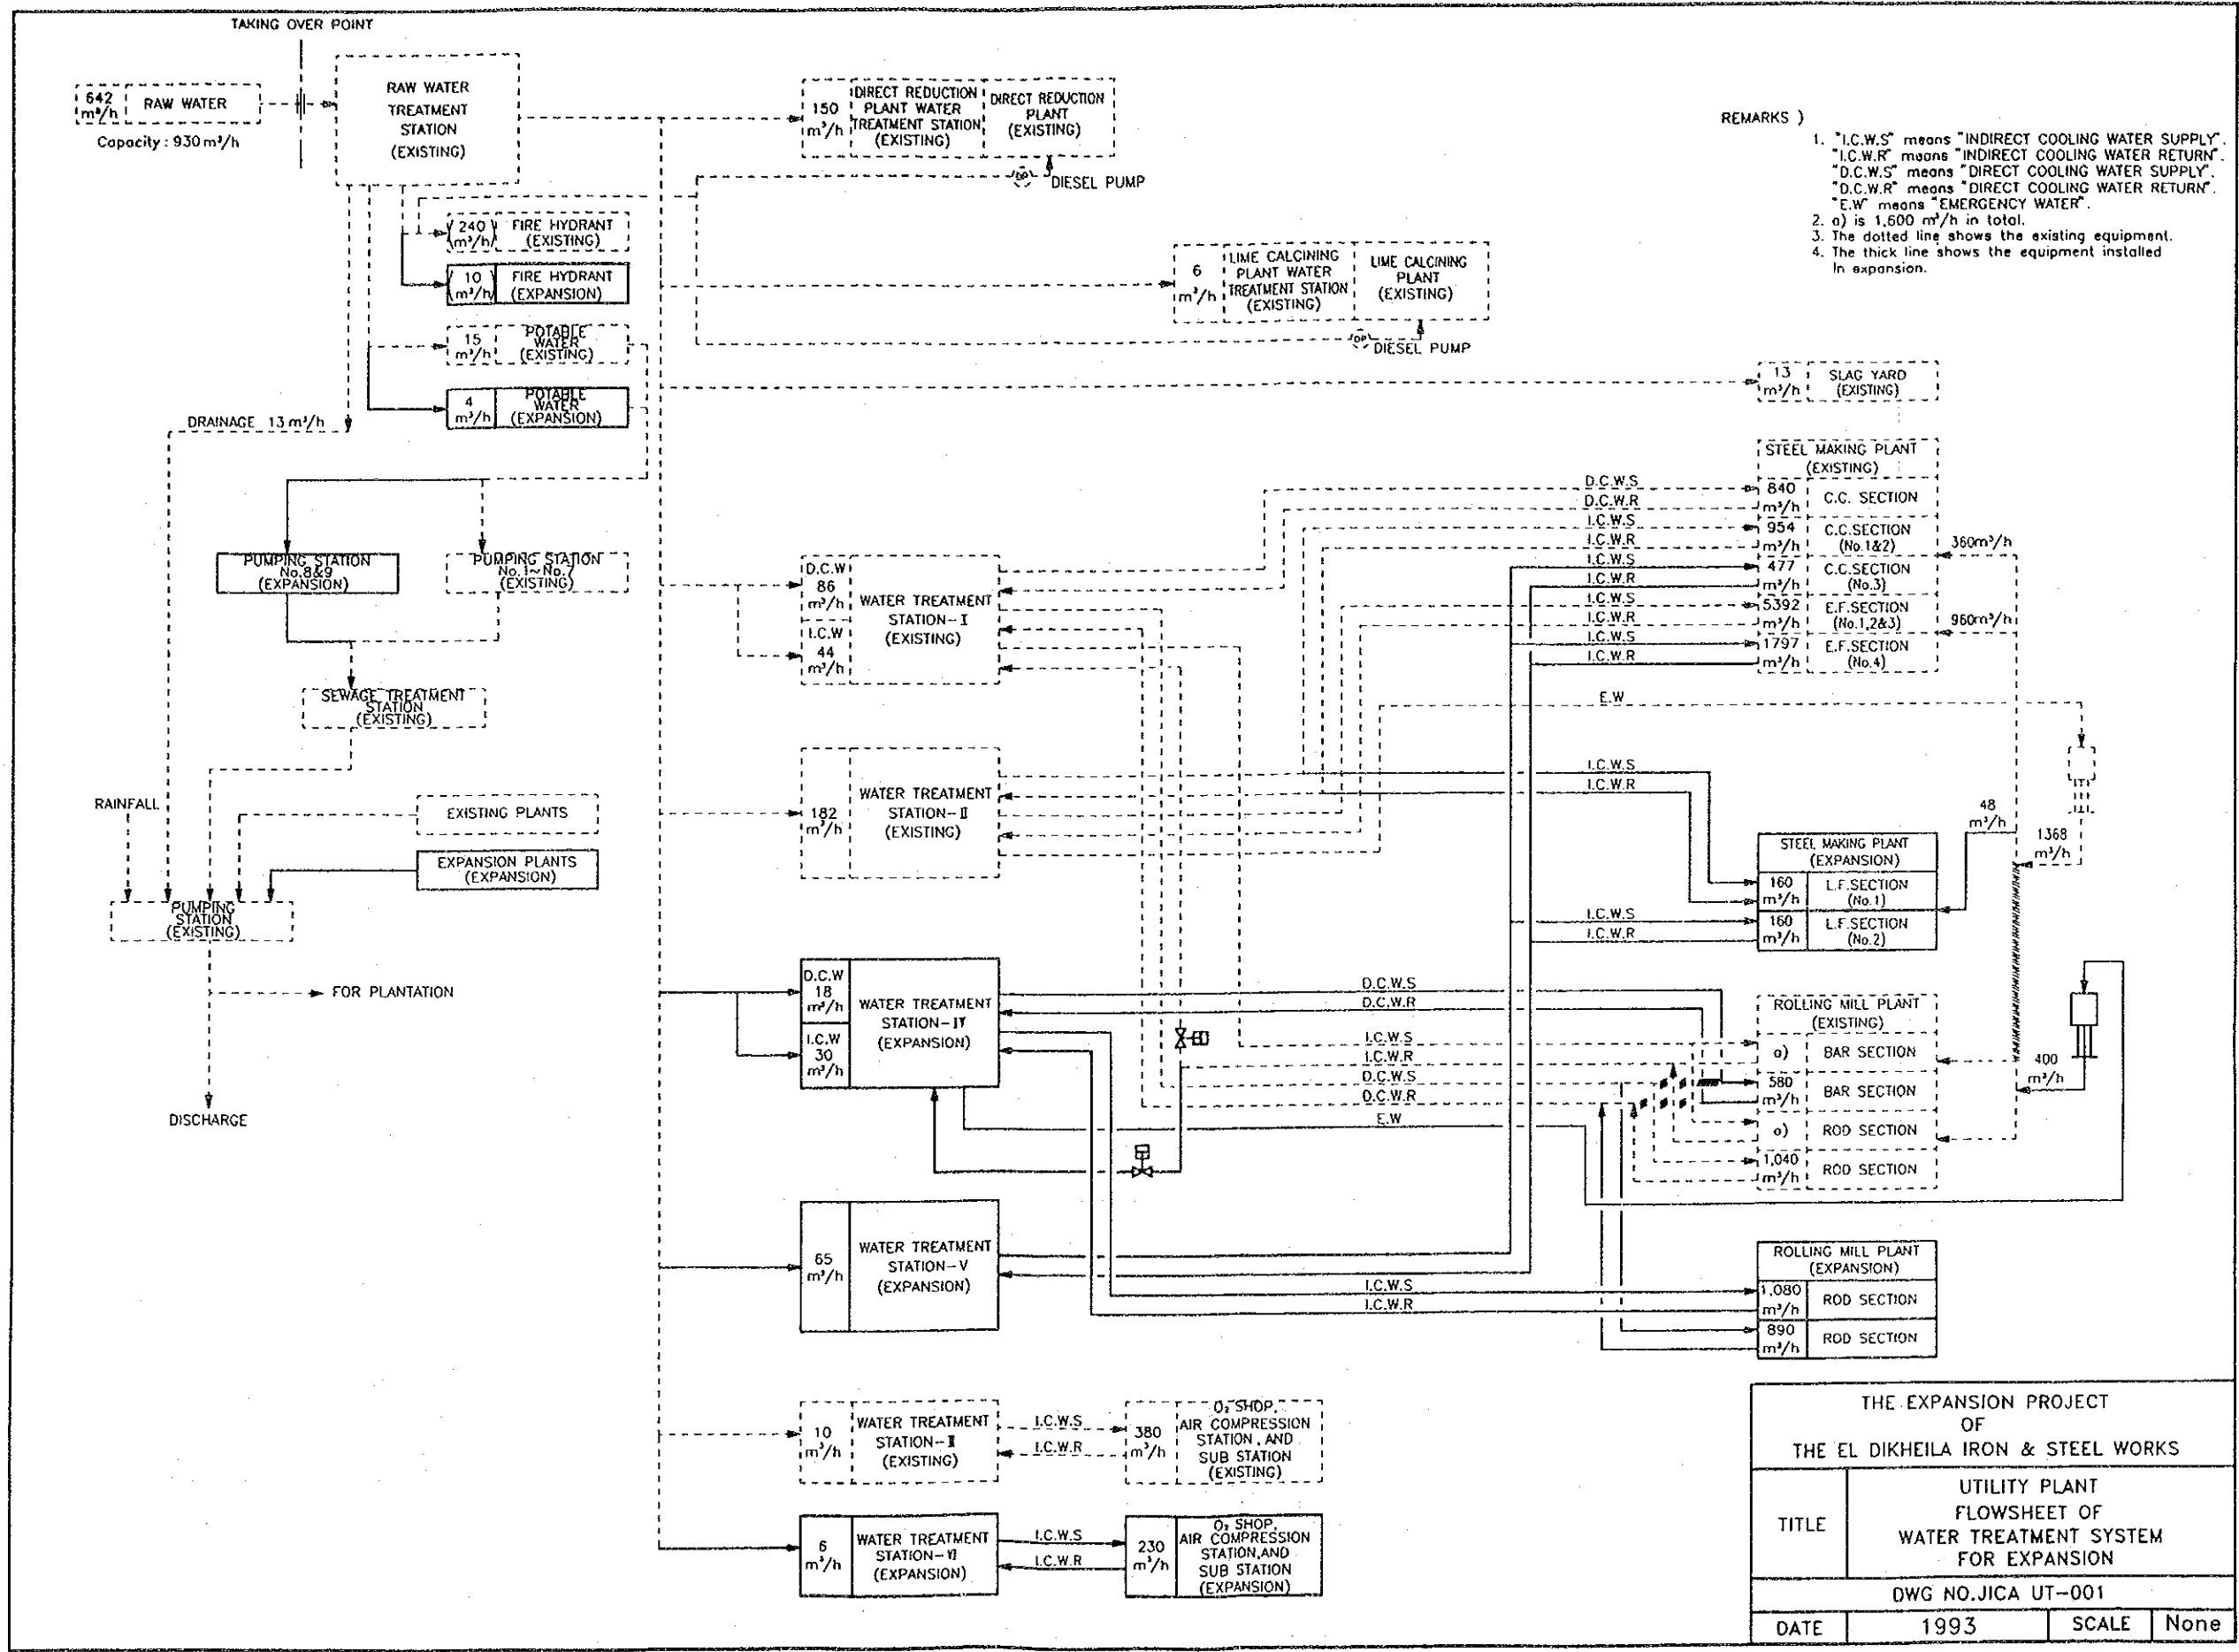 TAKING OVER POINT
642 m³/h
RAW WATER
Capacity : 930 m³/h
RAW WATER
TREATMENT
STATION
(EXISTING)
150 m³/h
DIRECT REDUCTION
PLANT WATER
TREATMENT STATION
(EXISTING)
DIRECT REDUCTION
PLANT
(EXISTING)
DP
DIESEL PUMP
REMARKS )
1. "I.C.W.S" means "INDIRECT COOLING WATER SUPPLY".
"I.C.W.R" means "INDIRECT COOLING WATER RETURN".
"D.C.W.S" means "DIRECT COOLING WATER SUPPLY".
"D.C.W.R" means "DIRECT COOLING WATER RETURN".
"E.W" means "EMERGENCY WATER".
2. a) is 1,600 m³/h in total.
3. The dotted line shows the existing equipment.
4. The thick line shows the equipment installed
In expansion.
(240 m³/h)
FIRE HYDRANT
(EXISTING)
(10 m³/h)
FIRE HYDRANT
(EXPANSION)
15 m³/h
POTABLE
WATER
(EXISTING)
4 m³/h
POTABLE
WATER
(EXPANSION)
6 m³/h
LIME CALCINING
PLANT WATER
TREATMENT STATION
(EXISTING)
LIME CALCINING
PLANT
(EXISTING)
DP
DIESEL PUMP
13 m³/h
SLAG YARD
(EXISTING)
DRAINAGE 13 m³/h
PUMPING STATION
No.8&9
(EXPANSION)
PUMPING STATION
No.1~No.7
(EXISTING)
SEWAGE TREATMENT
STATION
(EXISTING)
RAINFALL
EXISTING PLANTS
EXPANSION PLANTS
(EXPANSION)
PUMPING
STATION
(EXISTING)
FOR PLANTATION
DISCHARGE
D.C.W
86
m³/h
I.C.W
44
m³/h
WATER TREATMENT
STATION-I
(EXISTING)
182
m³/h
WATER TREATMENT
STATION-II
(EXISTING)
D.C.W
18
m³/h
I.C.W
30
m³/h
WATER TREATMENT
STATION-IV
(EXPANSION)
65
m³/h
WATER TREATMENT
STATION-V
(EXPANSION)
10
m³/h
WATER TREATMENT
STATION-
(EXISTING)
I.C.W.S
I.C.W.R
380
m³/h
O₂ SHOP,
AIR COMPRESSION
STATION, AND
SUB STATION
(EXISTING)
6
m³/h
WATER TREATMENT
STATION-VI
(EXPANSION)
I.C.W.S
I.C.W.R
230
m³/h
O₂ SHOP,
AIR COMPRESSION
STATION,AND
SUB STATION
(EXPANSION)
D.C.W.S
D.C.W.R
I.C.W.S
I.C.W.R
I.C.W.S
I.C.W.R
I.C.W.S
I.C.W.R
I.C.W.S
I.C.W.R
E.W
I.C.W.S
I.C.W.R
I.C.W.S
I.C.W.R
D.C.W.S
D.C.W.R
I.C.W.S
I.C.W.R
D.C.W.S
D.C.W.R
E.W
I.C.W.S
I.C.W.R
STEEL MAKING PLANT
(EXISTING)
840 m³/h
C.C. SECTION
954 m³/h
C.C.SECTION
(No.1&2)
477 m³/h
C.C.SECTION
(No.3)
5392 m³/h
E.F.SECTION
(No.1,2&3)
1797 m³/h
E.F.SECTION
(No.4)
360m³/h
960m³/h
48
m³/h
1368
m³/h
STEEL MAKING PLANT
(EXPANSION)
160 m³/h
L.F.SECTION
(No.1)
160 m³/h
L.F.SECTION
(No.2)
ROLLING MILL PLANT
(EXISTING)
a)
BAR SECTION
580 m³/h
BAR SECTION
a)
ROD SECTION
1,040 m³/h
ROD SECTION
400
m³/h
ROLLING MILL PLANT
(EXPANSION)
1,080 m³/h
ROD SECTION
890 m³/h
ROD SECTION
THE EXPANSION PROJECT
OF
THE EL DIKHEILA IRON & STEEL WORKS
TITLE
UTILITY PLANT
FLOWSHEET OF
WATER TREATMENT SYSTEM
FOR EXPANSION
DWG NO.JICA UT-001
DATE
1993
SCALE
None